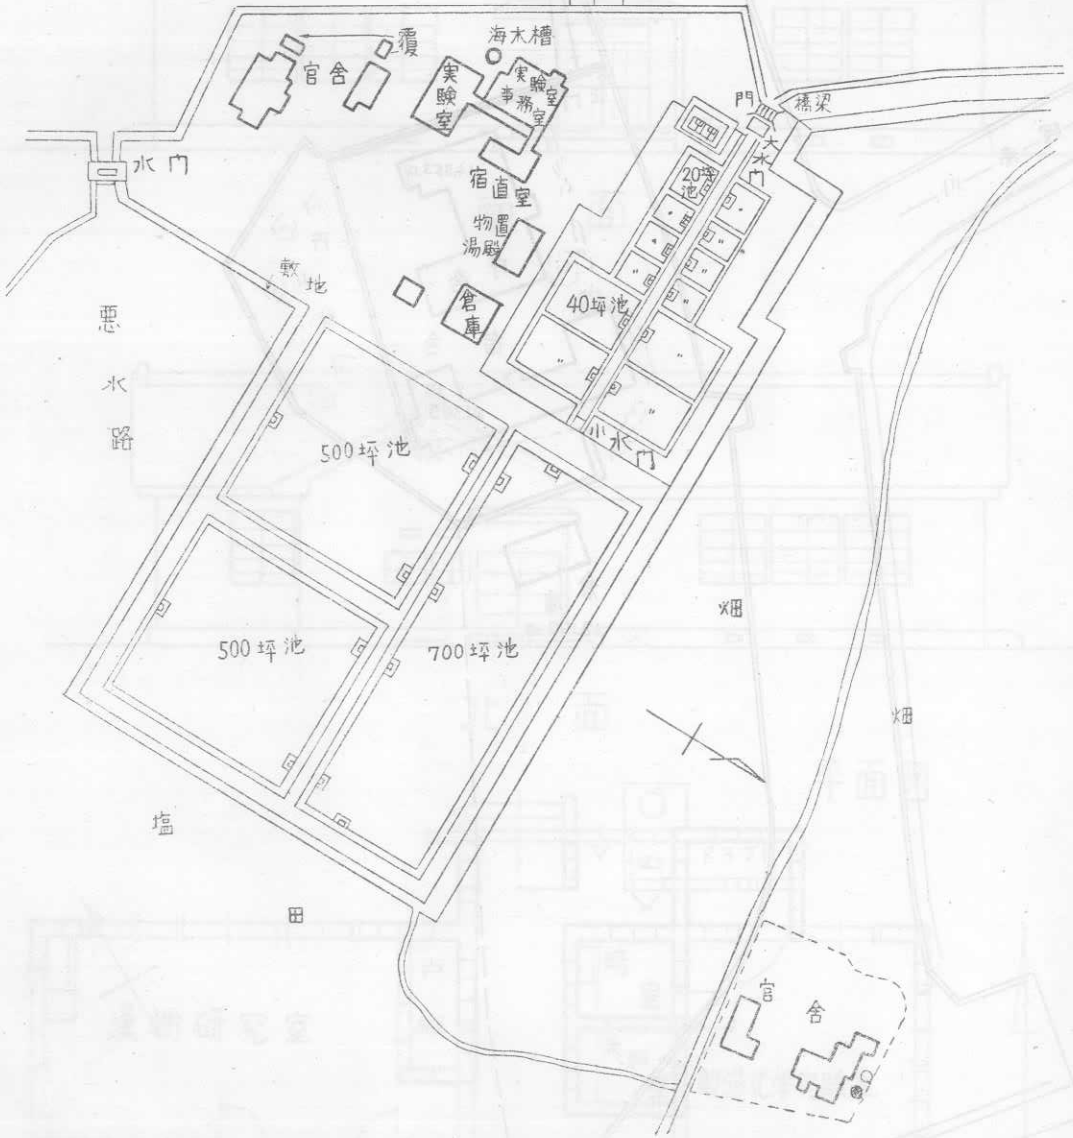 覆
官舎
海水槽
実験室
実験室
事務室
門
橋梁
大水門
水門
宿直室
20坪池
〃
〃
〃
〃
〃
〃
〃
物置
湯殿
敷地
倉庫
40坪池
〃
〃
〃
小水門
悪水路
500坪池
500坪池
700坪池
畑
畑
塩田
官舎